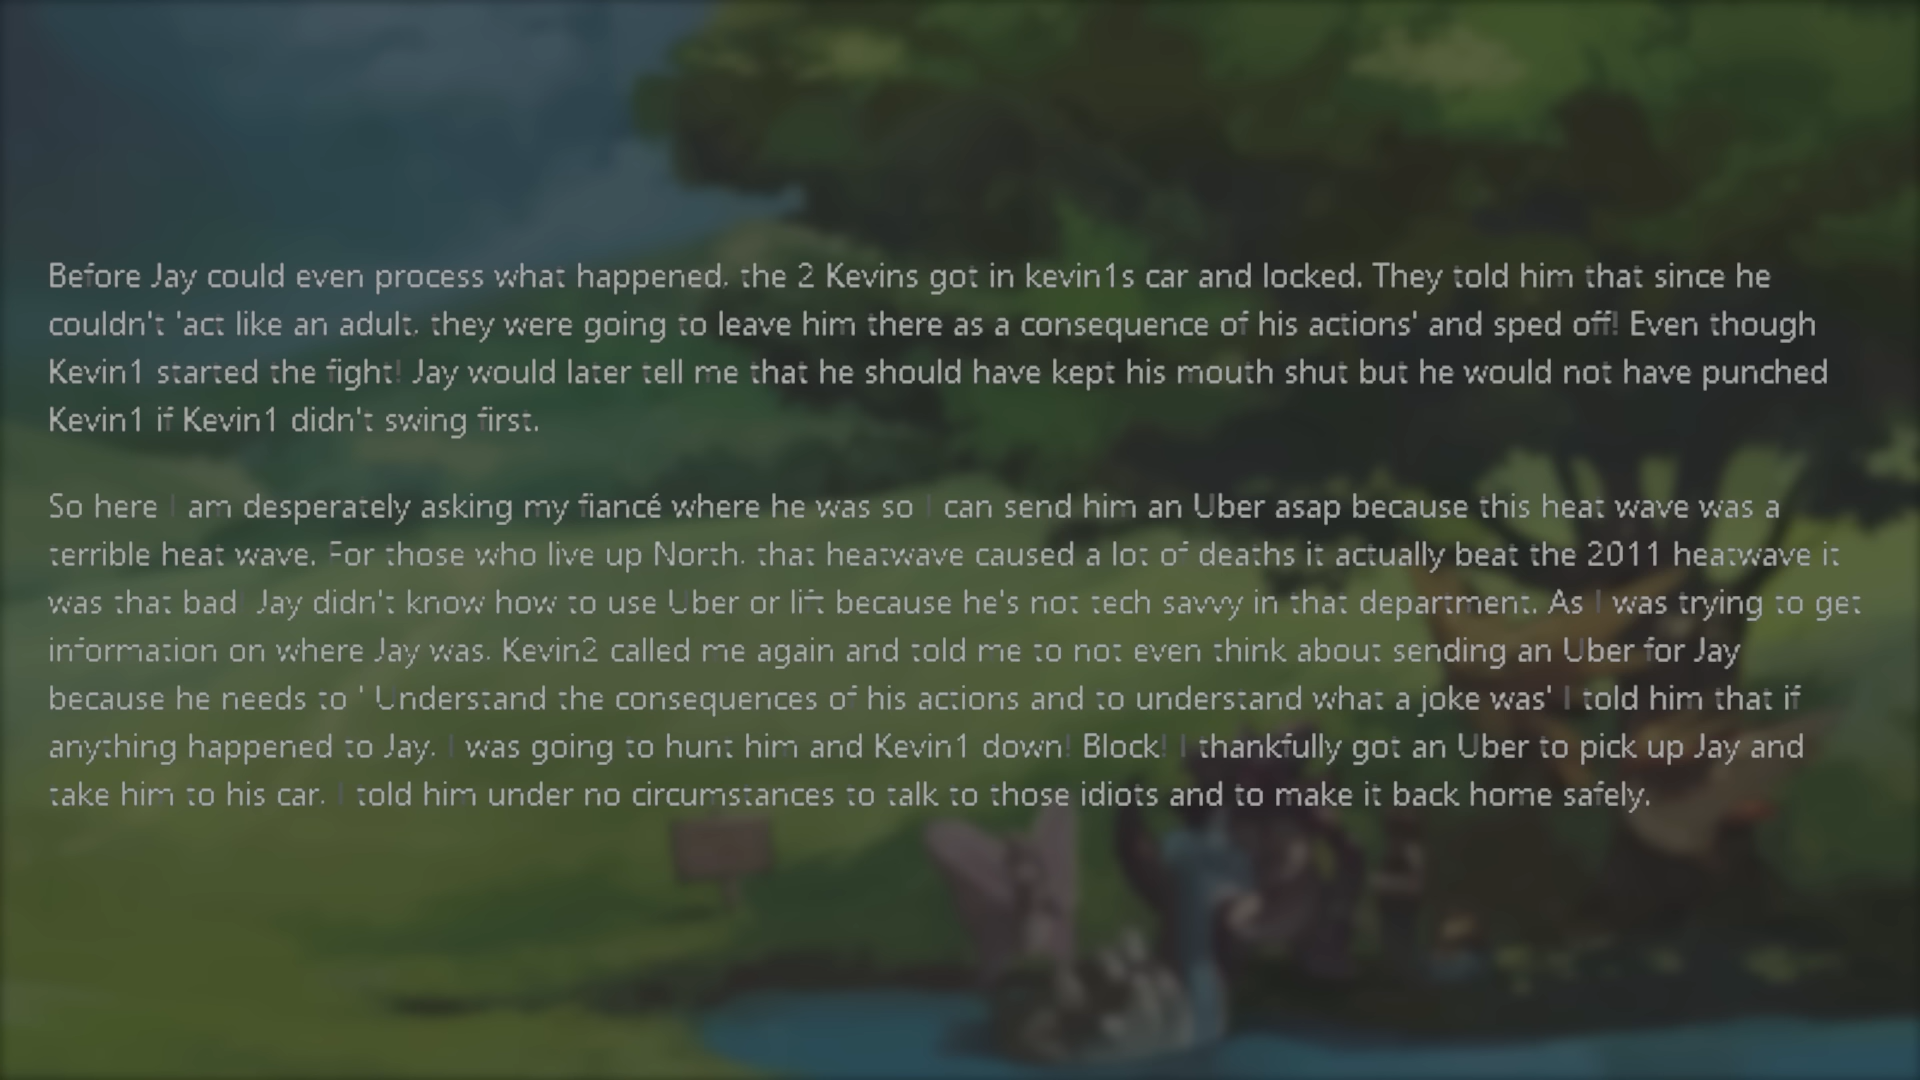 Before Jay could even process what happened, the 2 Kevins got in kevin1s car and locked. They told him that since he
couldn't 'act like an adult, they were going to leave him there as a consequence of his actions' and sped off! Even though
Kevin1 started the fight! Jay would later tell me that he should have kept his mouth shut but he would not have punched
Kevin1 if Kevin1 didn't swing first.
So here I am desperately asking my fiancé where he was so I can send him an Uber asap because this heat wave was a
terrible heat wave. For those who live up North, that heatwave caused a lot of deaths it actually beat the 2011 heatwave it
was that bad! Jay didn't know how to use Uber or lift because he's not tech savvy in that department. As I was trying to get
information on where Jay was. Kevin2 called me again and told me to not even think about sending an Uber for Jay
because he needs to ' Understand the consequences of his actions and to understand what a joke was' I told him that if
anything happened to Jay. I was going to hunt him and Kevin1 down! Block! I thankfully got an Uber to pick up Jay and
take him to his car. I told him under no circumstances to talk to those idiots and to make it back home safely.